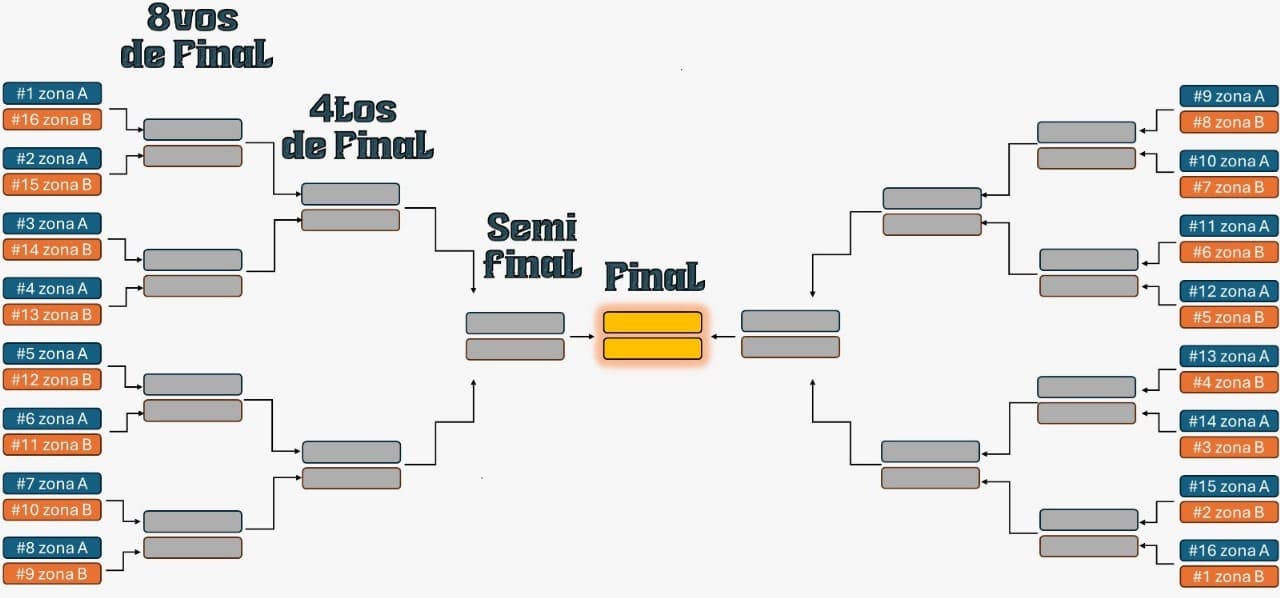 8vos
de Final
4tos
de Final
Semi
final
Final
#1 zona A
#16 zona B
#2 zona A
#15 zona B
#3 zona A
#14 zona B
#4 zona A
#13 zona B
#5 zona A
#12 zona B
#6 zona A
#11 zona B
#7 zona A
#10 zona B
#8 zona A
#9 zona B
#9 zona A
#8 zona B
#10 zona A
#7 zona B
#11 zona A
#6 zona B
#12 zona A
#5 zona B
#13 zona A
#4 zona B
#14 zona A
#3 zona B
#15 zona A
#2 zona B
#16 zona A
#1 zona B